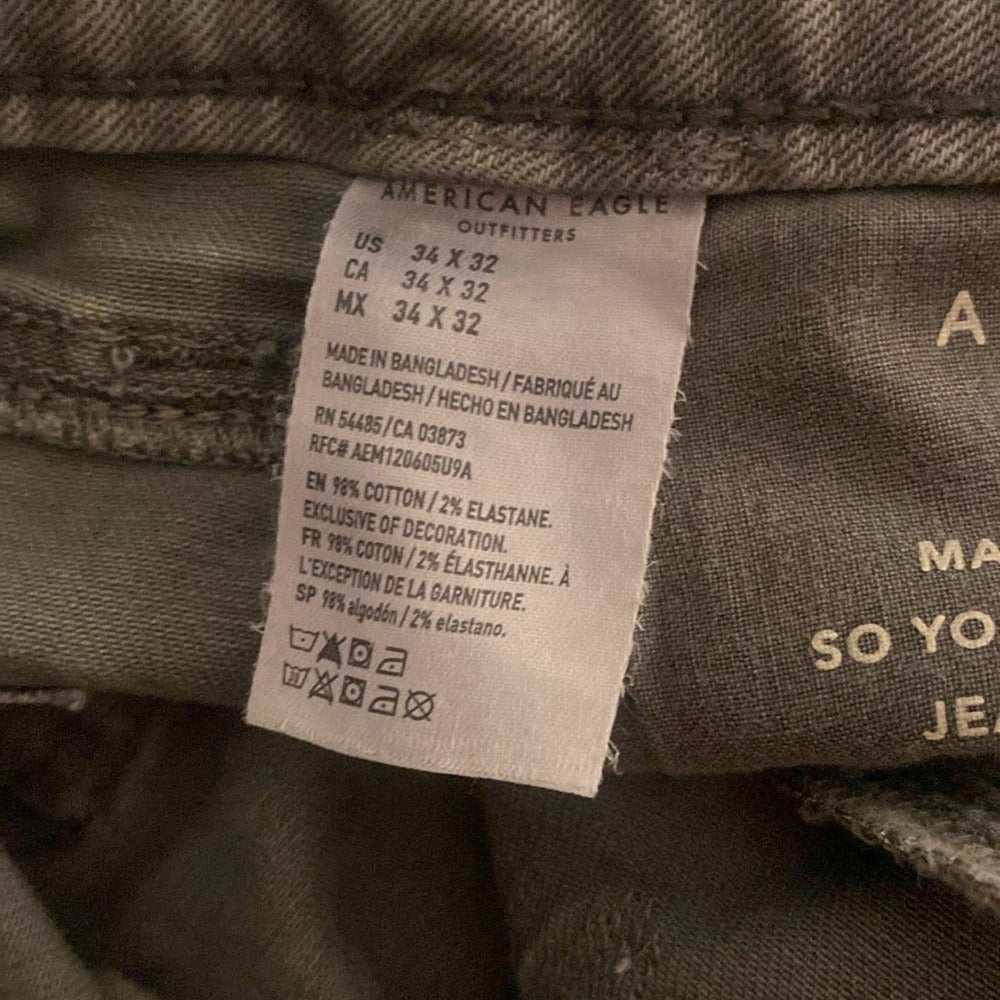 AMERICAN EAGLE
OUTFITTERS
US 34 X 32
CA 34 X 32
MX 34 X 32
MADE IN BANGLADESH / FABRIQUÉ AU
BANGLADESH / HECHO EN BANGLADESH
RN 54485/CA 03873
RFC# AEM120605U9A
EN 98% COTTON / 2% ELASTANE.
EXCLUSIVE OF DECORATION.
FR 98% COTON / 2% ÉLASTHANNE. À
L'EXCEPTION DE LA GARNITURE.
SP 98% algodón / 2% elastano.
A
MA
SO YO
JEA